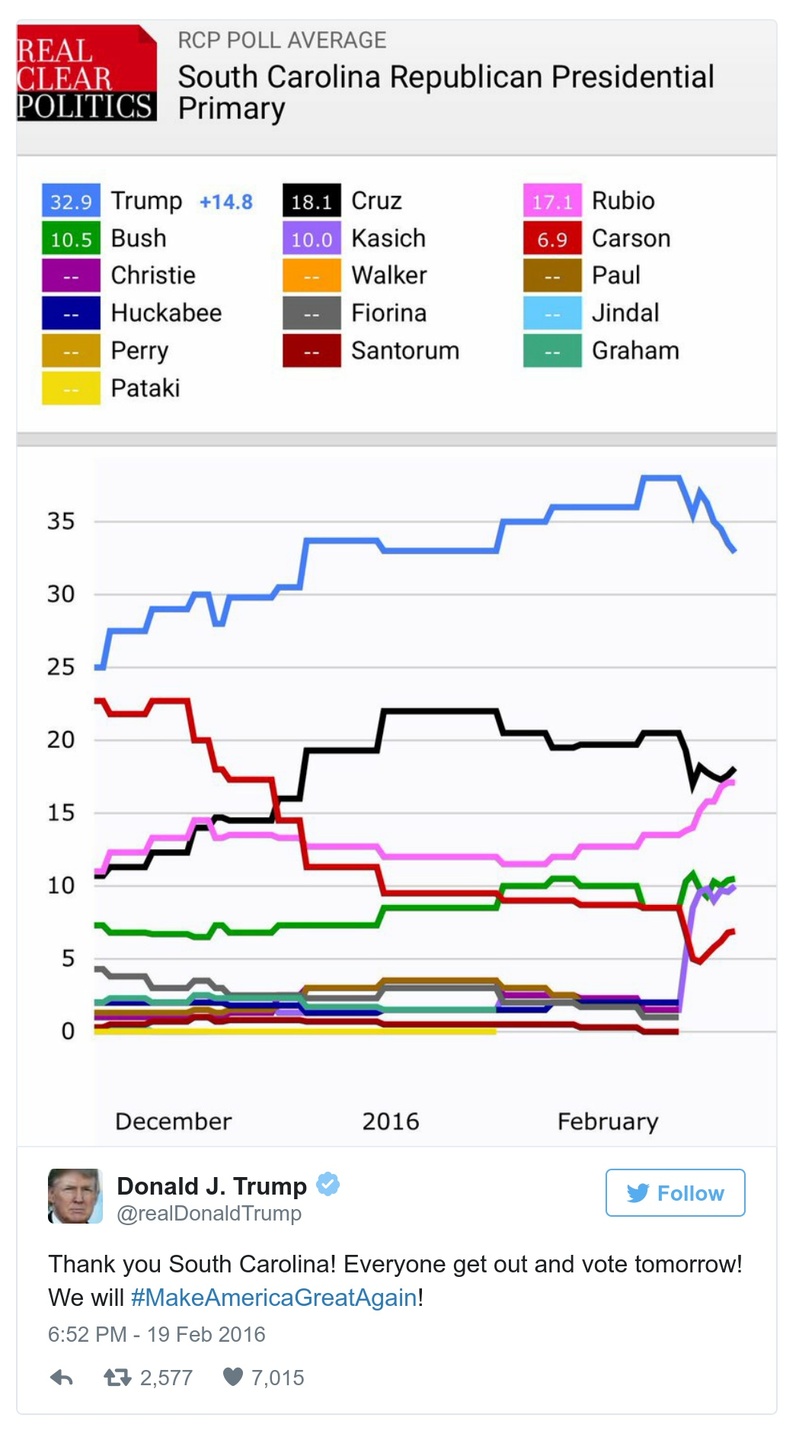 REAL
CLEAR
POLITICS
RCP POLL AVERAGE
South Carolina Republican Presidential
Primary
32.9 Trump +14.8 18.1 Cruz 17.1 Rubio
10.5 Bush 10.0 Kasich 6.9 Carson
-- Christie -- Walker -- Paul
-- Huckabee -- Fiorina -- Jindal
-- Perry -- Santorum -- Graham
-- Pataki
35
30
25
20
15
10
5
0
December 2016 February
Donald J. Trump
@realDonaldTrump
Follow
Thank you South Carolina! Everyone get out and vote tomorrow!
We will #MakeAmericaGreatAgain!
6:52 PM - 19 Feb 2016
2,577 7,015